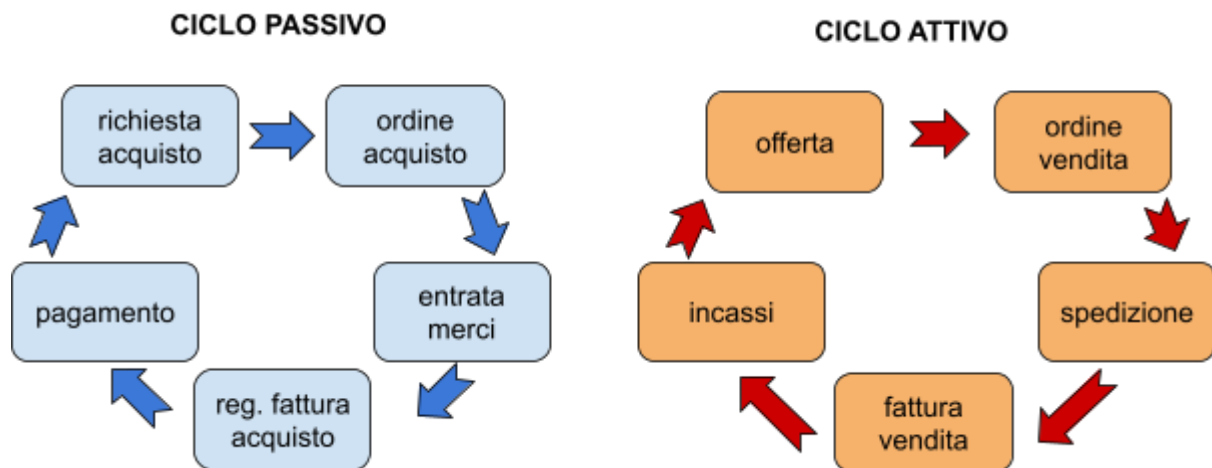 CICLO PASSIVO
richiesta
acquisto
ordine
acquisto
entrata
merci
reg. fattura
acquisto
pagamento
CICLO ATTIVO
offerta
ordine
vendita
spedizione
fattura
vendita
incassi